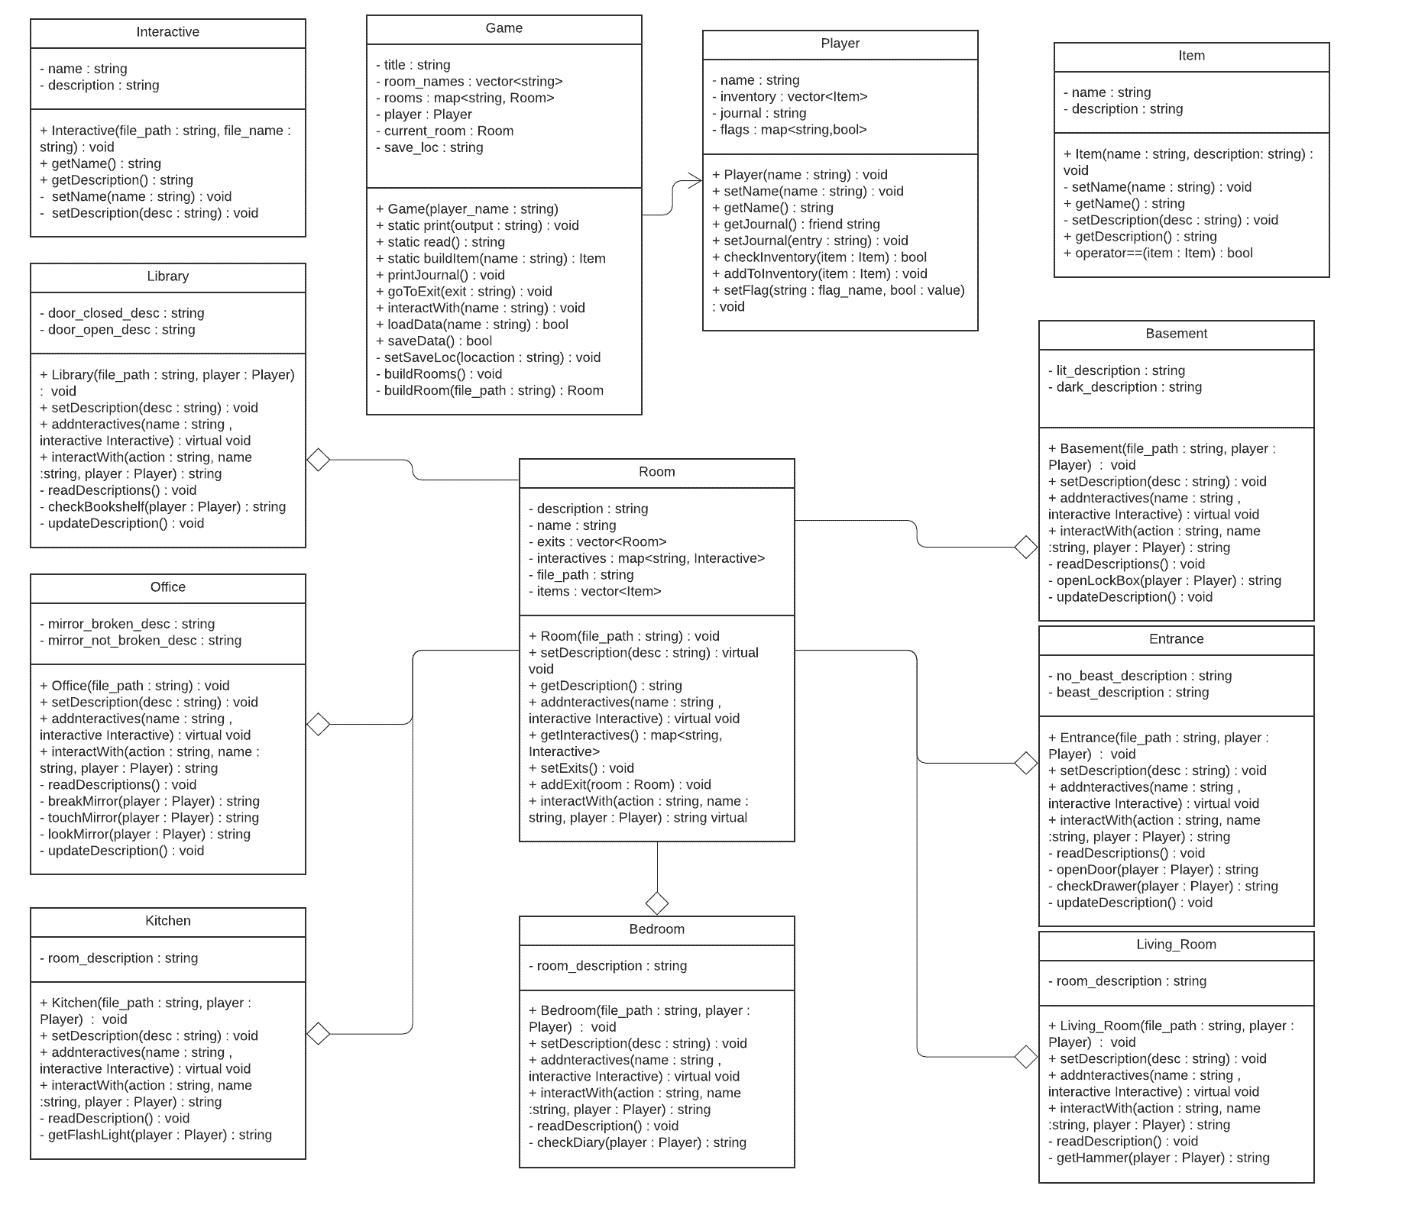 Interactive
- name : string
- description : string
+ Interactive(file_path : string, file_name :
string) : void
+ getName() : string
+ getDescription() : string
-  setName(name : string) : void
-  setDescription(desc : string) : void
Game
- title : string
- room_names : vector<string>
- rooms : map<string, Room>
- player : Player
- current_room : Room
- save_loc : string
+ Game(player_name : string)
+ static print(output : string) : void
+ static read() : string
+ static buildItem(name : string) : Item
+ printJournal() : void
+ goToExit(exit : string) : void
+ interactWith(name : string) : void
+ loadData(name : string) : bool
+ saveData() : bool
- setSaveLoc(locaction : string) : void
- buildRooms() : void
- buildRoom(file_path : string) : Room
Player
- name : string
- inventory : vector<Item>
- journal : string
- flags : map<string,bool>
+ Player(name : string) : void
+ setName(name : string) : void
+ getName() : string
+ getJournal() : friend string
+ setJournal(entry : string) : void
+ checkInventory(item : Item) : bool
+ addToInventory(item : Item) : void
+ setFlag(string : flag_name, bool : value)
: void
Item
- name : string
- description : string
+ Item(name : string, description: string) :
void
- setName(name : string) : void
+ getName() : string
- setDescription(desc : string) : void
+ getDescription() : string
+ operator==(item : Item) : bool
Library
- door_closed_desc : string
- door_open_desc : string
+ Library(file_path : string, player : Player)
:  void
+ setDescription(desc : string) : void
+ addnteractives(name : string ,
interactive Interactive) : virtual void
+ interactWith(action : string, name
:string, player : Player) : string
- readDescriptions() : void
- checkBookshelf(player : Player) : string
- updateDescription() : void
Office
- mirror_broken_desc : string
- mirror_not_broken_desc : string
+ Office(file_path : string) : void
+ setDescription(desc : string) : void
+ addnteractives(name : string ,
interactive Interactive) : virtual void
+ interactWith(action : string, name :
string, player : Player) : string
- readDescriptions() : void
- breakMirror(player : Player) : string
- touchMirror(player : Player) : string
- lookMirror(player : Player) : string
- updateDescription() : void
Kitchen
- room_description : string
+ Kitchen(file_path : string, player :
Player)  :  void
+ setDescription(desc : string) : void
+ addnteractives(name : string ,
interactive Interactive) : virtual void
+ interactWith(action : string, name
:string, player : Player) : string
- readDescription() : void
- getFlashLight(player : Player) : string
Room
- description : string
- name : string
- exits : vector<Room>
- interactives : map<string, Interactive>
- file_path : string
- items : vector<Item>
+ Room(file_path : string) : void
+ setDescription(desc : string) : virtual
void
+ getDescription() : string
+ addnteractives(name : string ,
interactive Interactive) : virtual void
+ getInteractives() : map<string,
Interactive>
+ setExits() : void
+ addExit(room : Room) : void
+ interactWith(action : string, name :
string, player : Player) : string virtual
Bedroom
- room_description : string
+ Bedroom(file_path : string, player :
Player)  :  void
+ setDescription(desc : string) : void
+ addnteractives(name : string ,
interactive Interactive) : virtual void
+ interactWith(action : string, name
:string, player : Player) : string
- readDescription() : void
- checkDiary(player : Player) : string
Basement
- lit_description : string
- dark_description : string
+ Basement(file_path : string, player :
Player)  :  void
+ setDescription(desc : string) : void
+ addnteractives(name : string ,
interactive Interactive) : virtual void
+ interactWith(action : string, name
:string, player : Player) : string
- readDescriptions() : void
- openLockBox(player : Player) : string
- updateDescription() : void
Entrance
- no_beast_description : string
- beast_description : string
+ Entrance(file_path : string, player :
Player)  :  void
+ setDescription(desc : string) : void
+ addnteractives(name : string ,
interactive Interactive) : virtual void
+ interactWith(action : string, name
:string, player : Player) : string
- readDescriptions() : void
- openDoor(player : Player) : string
- checkDrawer(player : Player) : string
- updateDescription() : void
Living_Room
- room_description : string
+ Living_Room(file_path : string, player :
Player)  :  void
+ setDescription(desc : string) : void
+ addnteractives(name : string ,
interactive Interactive) : virtual void
+ interactWith(action : string, name
:string, player : Player) : string
- readDescription() : void
- getHammer(player : Player) : string